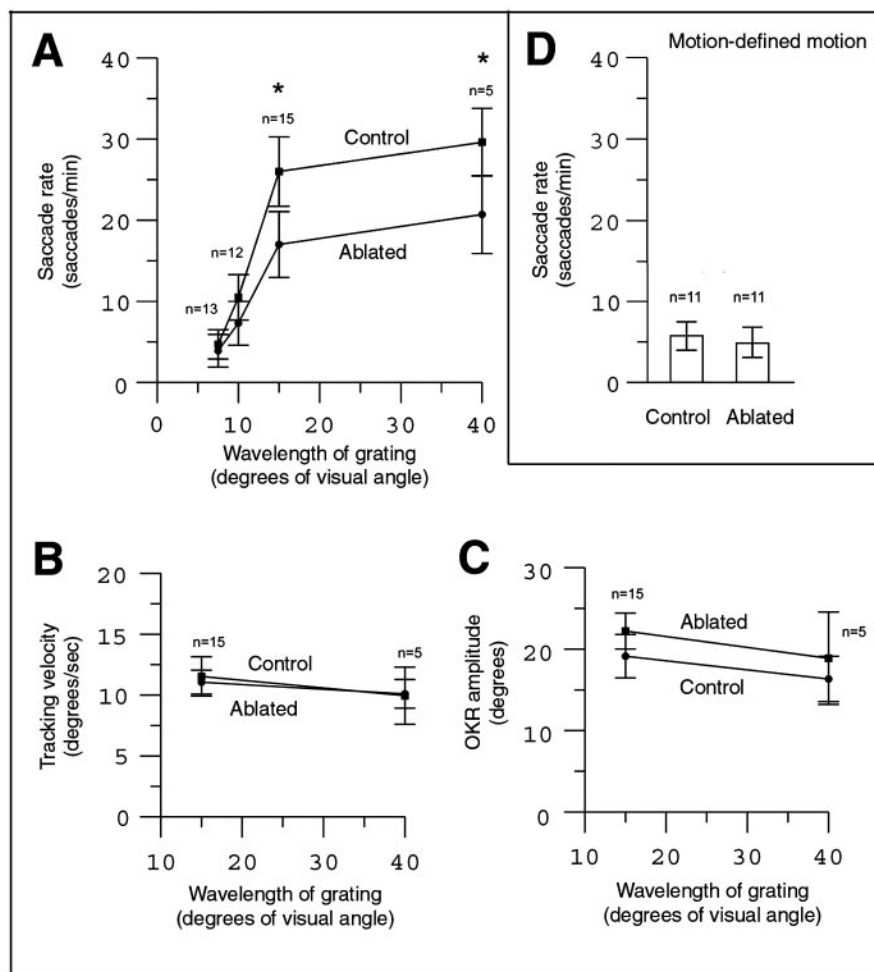 A
40
30
20
10
0
Saccade rate
(saccades/min)
n=13
n=12
*
n=15
*
n=5
Control
Ablated
0 10 20 30 40
Wavelength of grating
(degrees of visual angle)
D
Motion-defined motion
40
30
20
10
0
Saccade rate
(saccades/min)
n=11 n=11
Control Ablated
B
20
15
10
5
0
Tracking velocity
(degrees/sec)
n=15
n=5
Control
Ablated
10 20 30 40
Wavelength of grating
(degrees of visual angle)
C
30
20
10
0
OKR amplitude
(degrees)
n=15
n=5
Ablated
Control
10 20 30 40
Wavelength of grating
(degrees of visual angle)